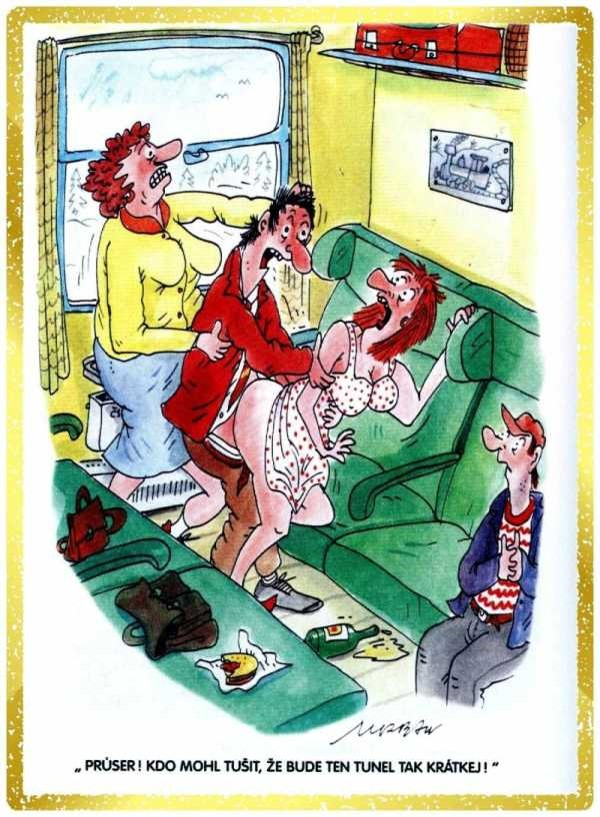 „ PRŮSER! KDO MOHL TUŠIT, ŽE BUDE TEN TUNEL TAK KRÁTKEJ! "